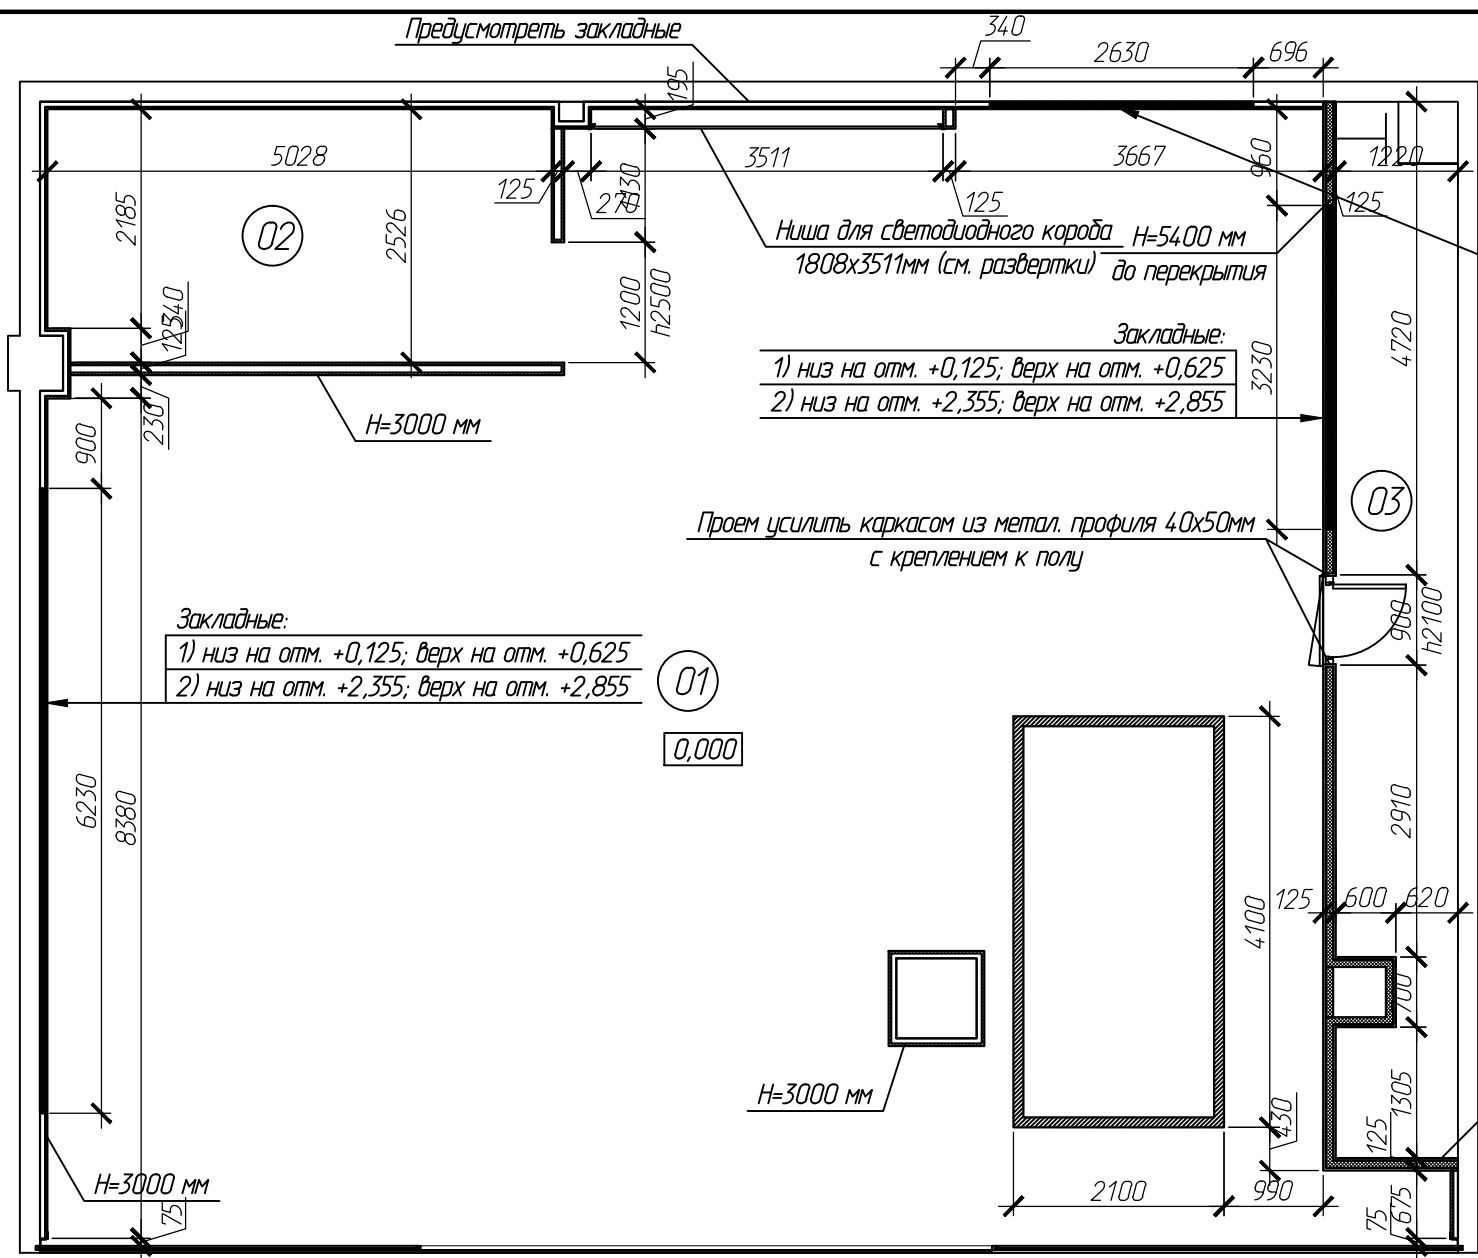 Предусмотреть закладные
340
2630
696
195
5028
3511
3667
1220
960
125
270
1130
125
125
2185
02
2526
Ниша для светодиодного короба
1808х3511мм (см. развертки)
Н=5400 мм
до перекрытия
340
125
1200
h2500
4720
Закладные:
1) низ на отм. +0,125; верх на отм. +0,625
2) низ на отм. +2,355; верх на отм. +2,855
3230
230
900
Н=3000 мм
03
Проем усилить каркасом из метал. профиля 40х50мм
с креплением к полу
900
h2100
Закладные:
1) низ на отм. +0,125; верх на отм. +0,625
2) низ на отм. +2,355; верх на отм. +2,855
01
0,000
6230
8380
2910
4100
125
600
620
700
Н=3000 мм
430
1305
125
Н=3000 мм
75
2100
990
75
675